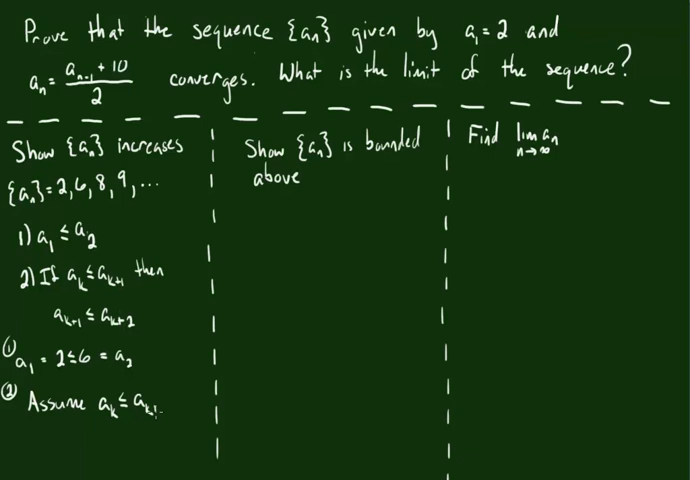 Prove that the sequence {aₙ} given by a₁ = 2 and
aₙ = (aₙ₋₁ + 10)/2 converges. What is the limit of the sequence?
Show {aₙ} increases
{aₙ} = 2, 6, 8, 9, ...
1) a₁ ≤ a₂
2) If aₖ ≤ aₖ₊₁ then
aₖ₊₁ ≤ aₖ₊₂
① a₁ = 2 ≤ 6 = a₂
② Assume aₖ ≤ aₖ₊₁
Show {aₙ} is bounded
above
Find lim aₙ
n→∞